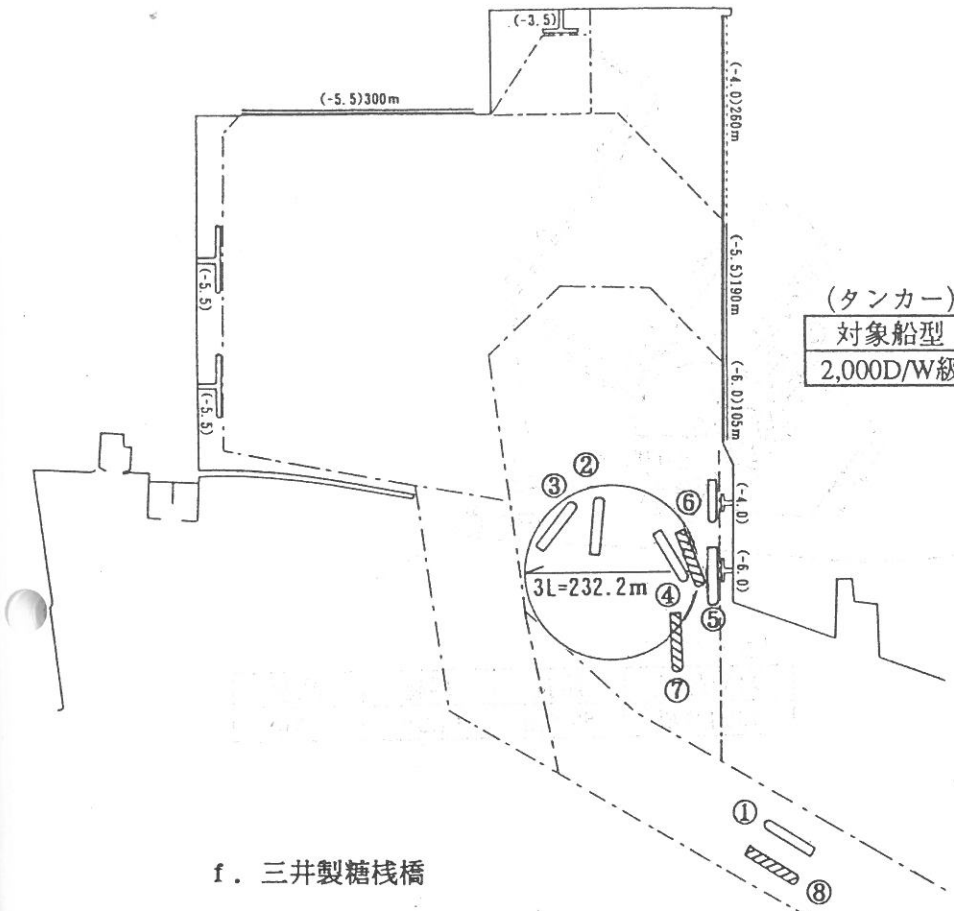 (-3.5)
(-5.5)300m
(-4.0)260m
(-5.5)190m
(-6.0)105m
(タンカー)
対象船型
2,000D/W級
(-5.5)
(-5.5)
②
③
⑥
(-4.0)
(-6.0)
3L=232.2m
④
⑤
⑦
①
⑧
f. 三井製糖桟橋